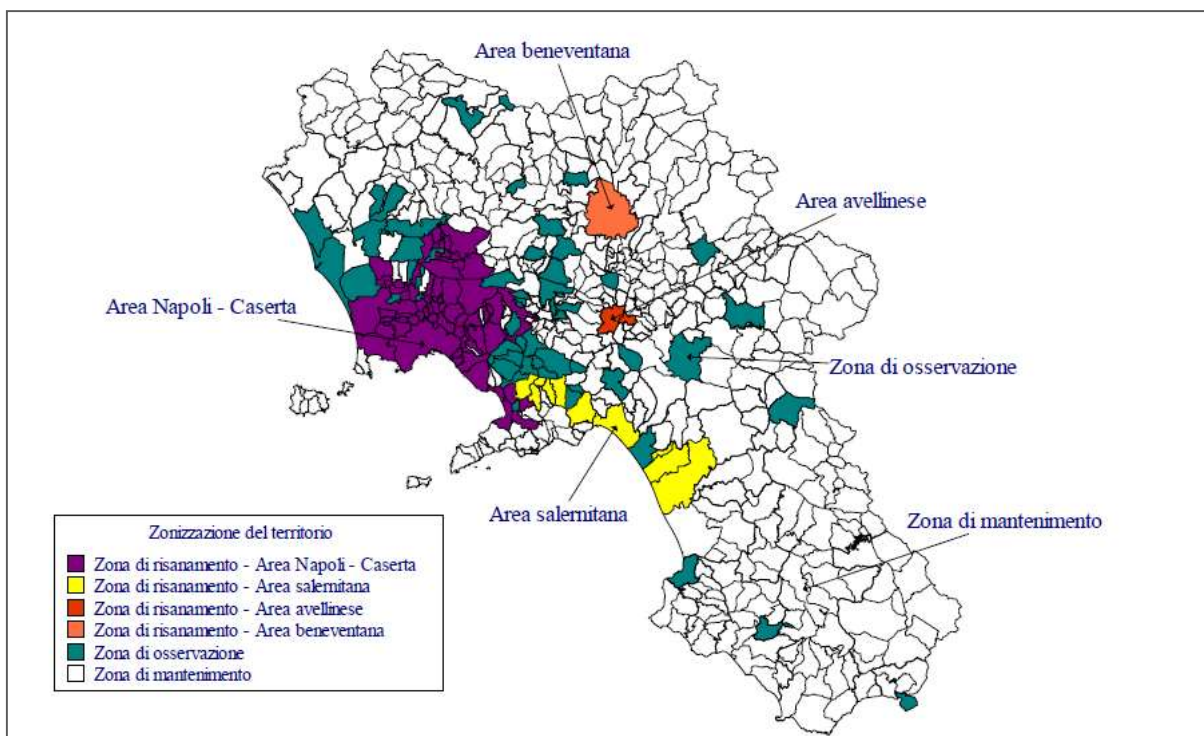 Area beneventana
Area avellinese
Area Napoli - Caserta
Zona di osservazione
Area salernitana
Zona di mantenimento
Zonizzazione del territorio
Zona di risanamento - Area Napoli - Caserta
Zona di risanamento - Area salernitana
Zona di risanamento - Area avellinese
Zona di risanamento - Area beneventana
Zona di osservazione
Zona di mantenimento